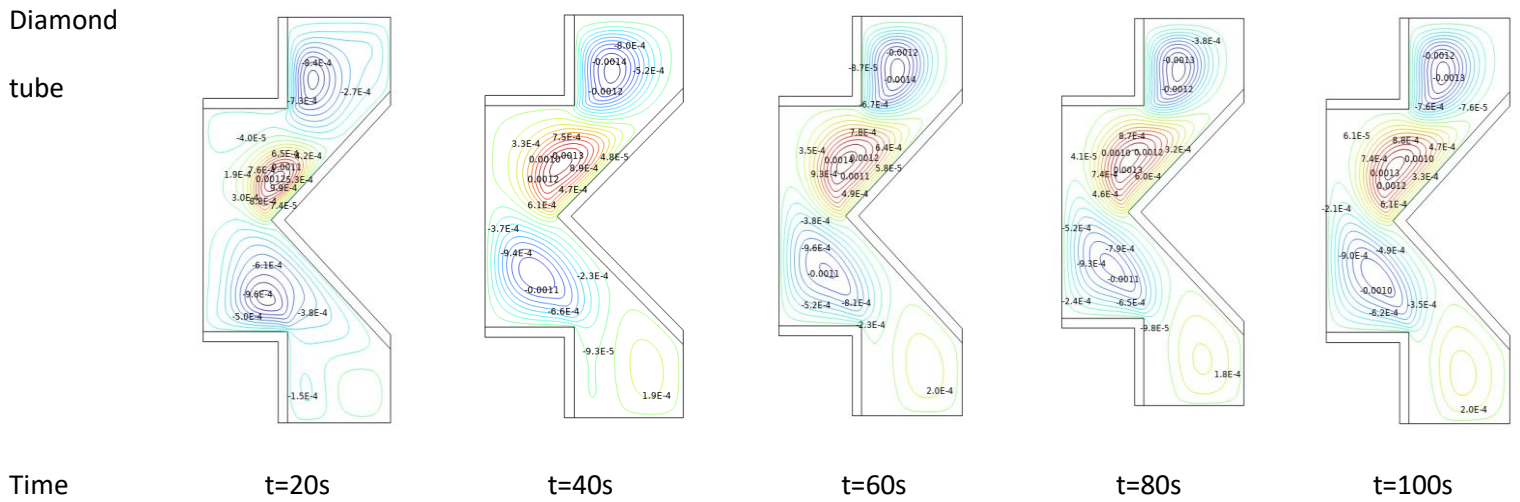 Diamond
tube
-8.4E-4
-7.3E-4
-2.7E-4
-4.0E-5
6.5E-4
4.2E-4
7.6E-4
0.0011
1.9E-4
0.0012
5.3E-4
9.9E-4
3.0E-4
8.8E-4
7.4E-5
-6.1E-4
-9.6E-4
-5.0E-4
-3.8E-4
-1.5E-4
-8.0E-4
-0.0014
-5.2E-4
-0.0012
7.5E-4
3.3E-4
0.0010
0.0013
4.8E-5
8.9E-4
0.0012
4.7E-4
6.1E-4
-3.7E-4
-9.4E-4
-2.3E-4
-0.0011
-6.6E-4
-9.3E-5
1.9E-4
-0.0012
-8.7E-5
-0.0014
-6.7E-4
7.8E-4
3.5E-4
6.4E-4
0.0014
0.0012
5.8E-5
9.3E-4
0.0011
4.9E-4
-3.8E-4
-9.6E-4
-0.0011
-5.2E-4
-8.1E-4
-2.3E-4
2.0E-4
-3.8E-4
-0.0013
-0.0012
8.7E-4
4.1E-5
0.0010
0.0012
3.2E-4
7.4E-4
0.0013
6.0E-4
4.6E-4
-5.2E-4
-7.9E-4
-9.3E-4
-0.0011
-2.4E-4
-6.5E-4
-9.8E-5
1.8E-4
-0.0012
-0.0013
-7.6E-4
-7.6E-5
6.1E-5
8.8E-4
4.7E-4
7.4E-4
0.0010
0.0013
3.3E-4
0.0012
6.1E-4
-2.1E-4
-4.9E-4
-9.0E-4
-0.0010
-3.5E-4
-6.2E-4
2.0E-4
Time t=20s t=40s t=60s t=80s t=100s